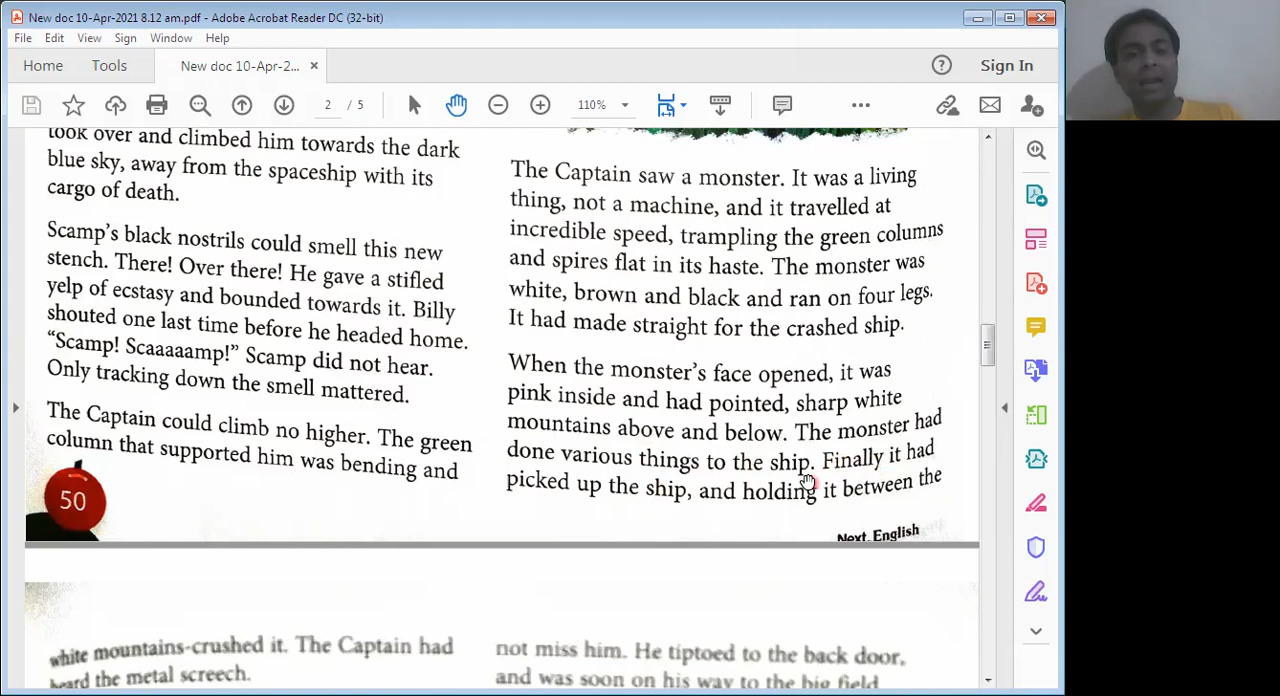 New doc 10-Apr-2021 8.12 am.pdf - Adobe Acrobat Reader DC (32-bit)
File Edit View Sign Window Help
Home Tools New doc 10-Apr-2... ×
Sign In
2 / 5
110%
took over and climbed him towards the dark
blue sky, away from the spaceship with its
cargo of death.
Scamp's black nostrils could smell this new
stench. There! Over there! He gave a stifled
yelp of ecstasy and bounded towards it. Billy
shouted one last time before he headed home.
"Scamp! Scaaaaamp!" Scamp did not hear.
Only tracking down the smell mattered.
The Captain could climb no higher. The green
column that supported him was bending and
50
The Captain saw a monster. It was a living
thing, not a machine, and it travelled at
incredible speed, trampling the green columns
and spires flat in its haste. The monster was
white, brown and black and ran on four legs.
It had made straight for the crashed ship.
When the monster's face opened, it was
pink inside and had pointed, sharp white
mountains above and below. The monster had
done various things to the ship. Finally it had
picked up the ship, and holding it between the
Next English
white mountains-crushed it. The Captain had
heard the metal screech.
not miss him. He tiptoed to the back door,
and was soon on his way to the big field